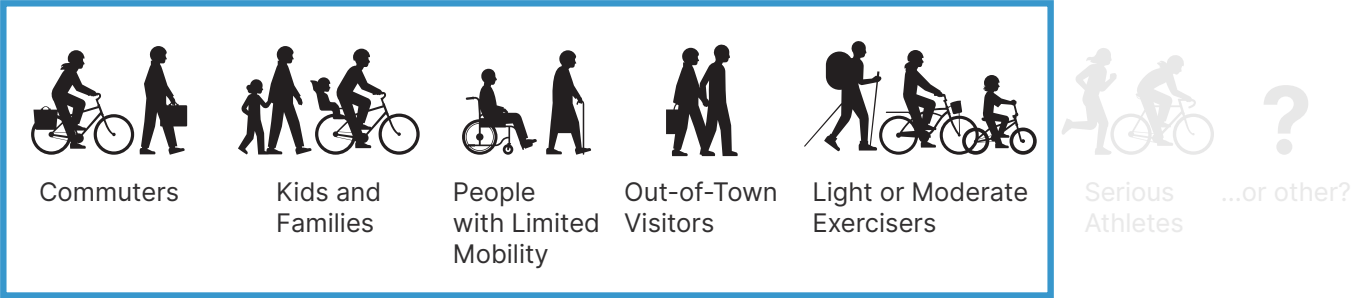 Commuters
Kids and
Families
People
with Limited
Mobility
Out-of-Town
Visitors
Light or Moderate
Exercisers
Serious
Athletes
...or other?
?